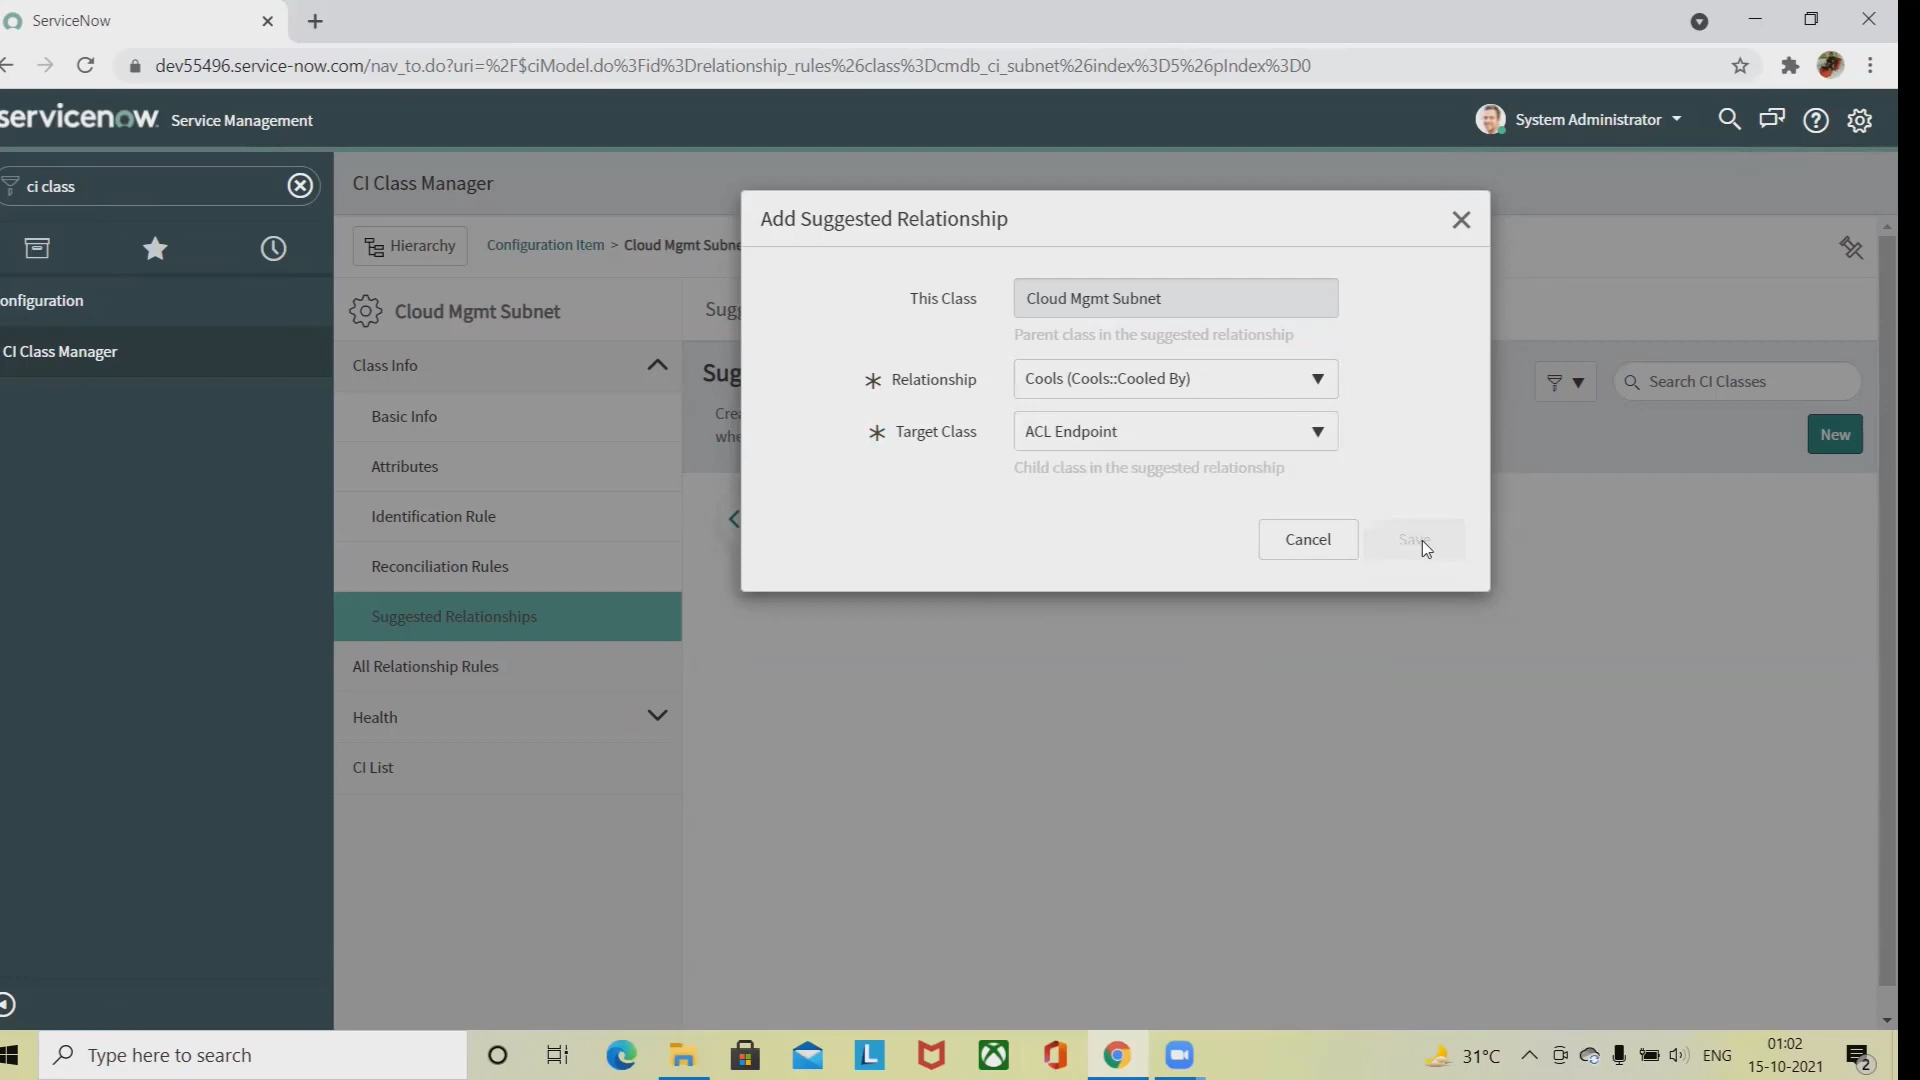 ServiceNow
dev55496.service-now.com/nav_to.do?uri=%2F$ciModel.do%3Fid%3Drelationship_rules%26class%3Dcmdb_ci_subnet%26index%3D5%26pIndex%3D0
servicenow Service Management
System Administrator
ci class
onfiguration
CI Class Manager
CI Class Manager
Hierarchy
Configuration Item > Cloud Mgmt Subne
Cloud Mgmt Subnet
Class Info
Basic Info
Attributes
Identification Rule
Reconciliation Rules
Suggested Relationships
All Relationship Rules
Health
CI List
Sug
Sug
Crea
whe
Search CI Classes
New
Add Suggested Relationship
This Class
Cloud Mgmt Subnet
Parent class in the suggested relationship
Relationship
Cools (Cools::Cooled By)
Target Class
ACL Endpoint
Child class in the suggested relationship
Cancel
Save
Type here to search
31°C
ENG
01:02
15-10-2021
2